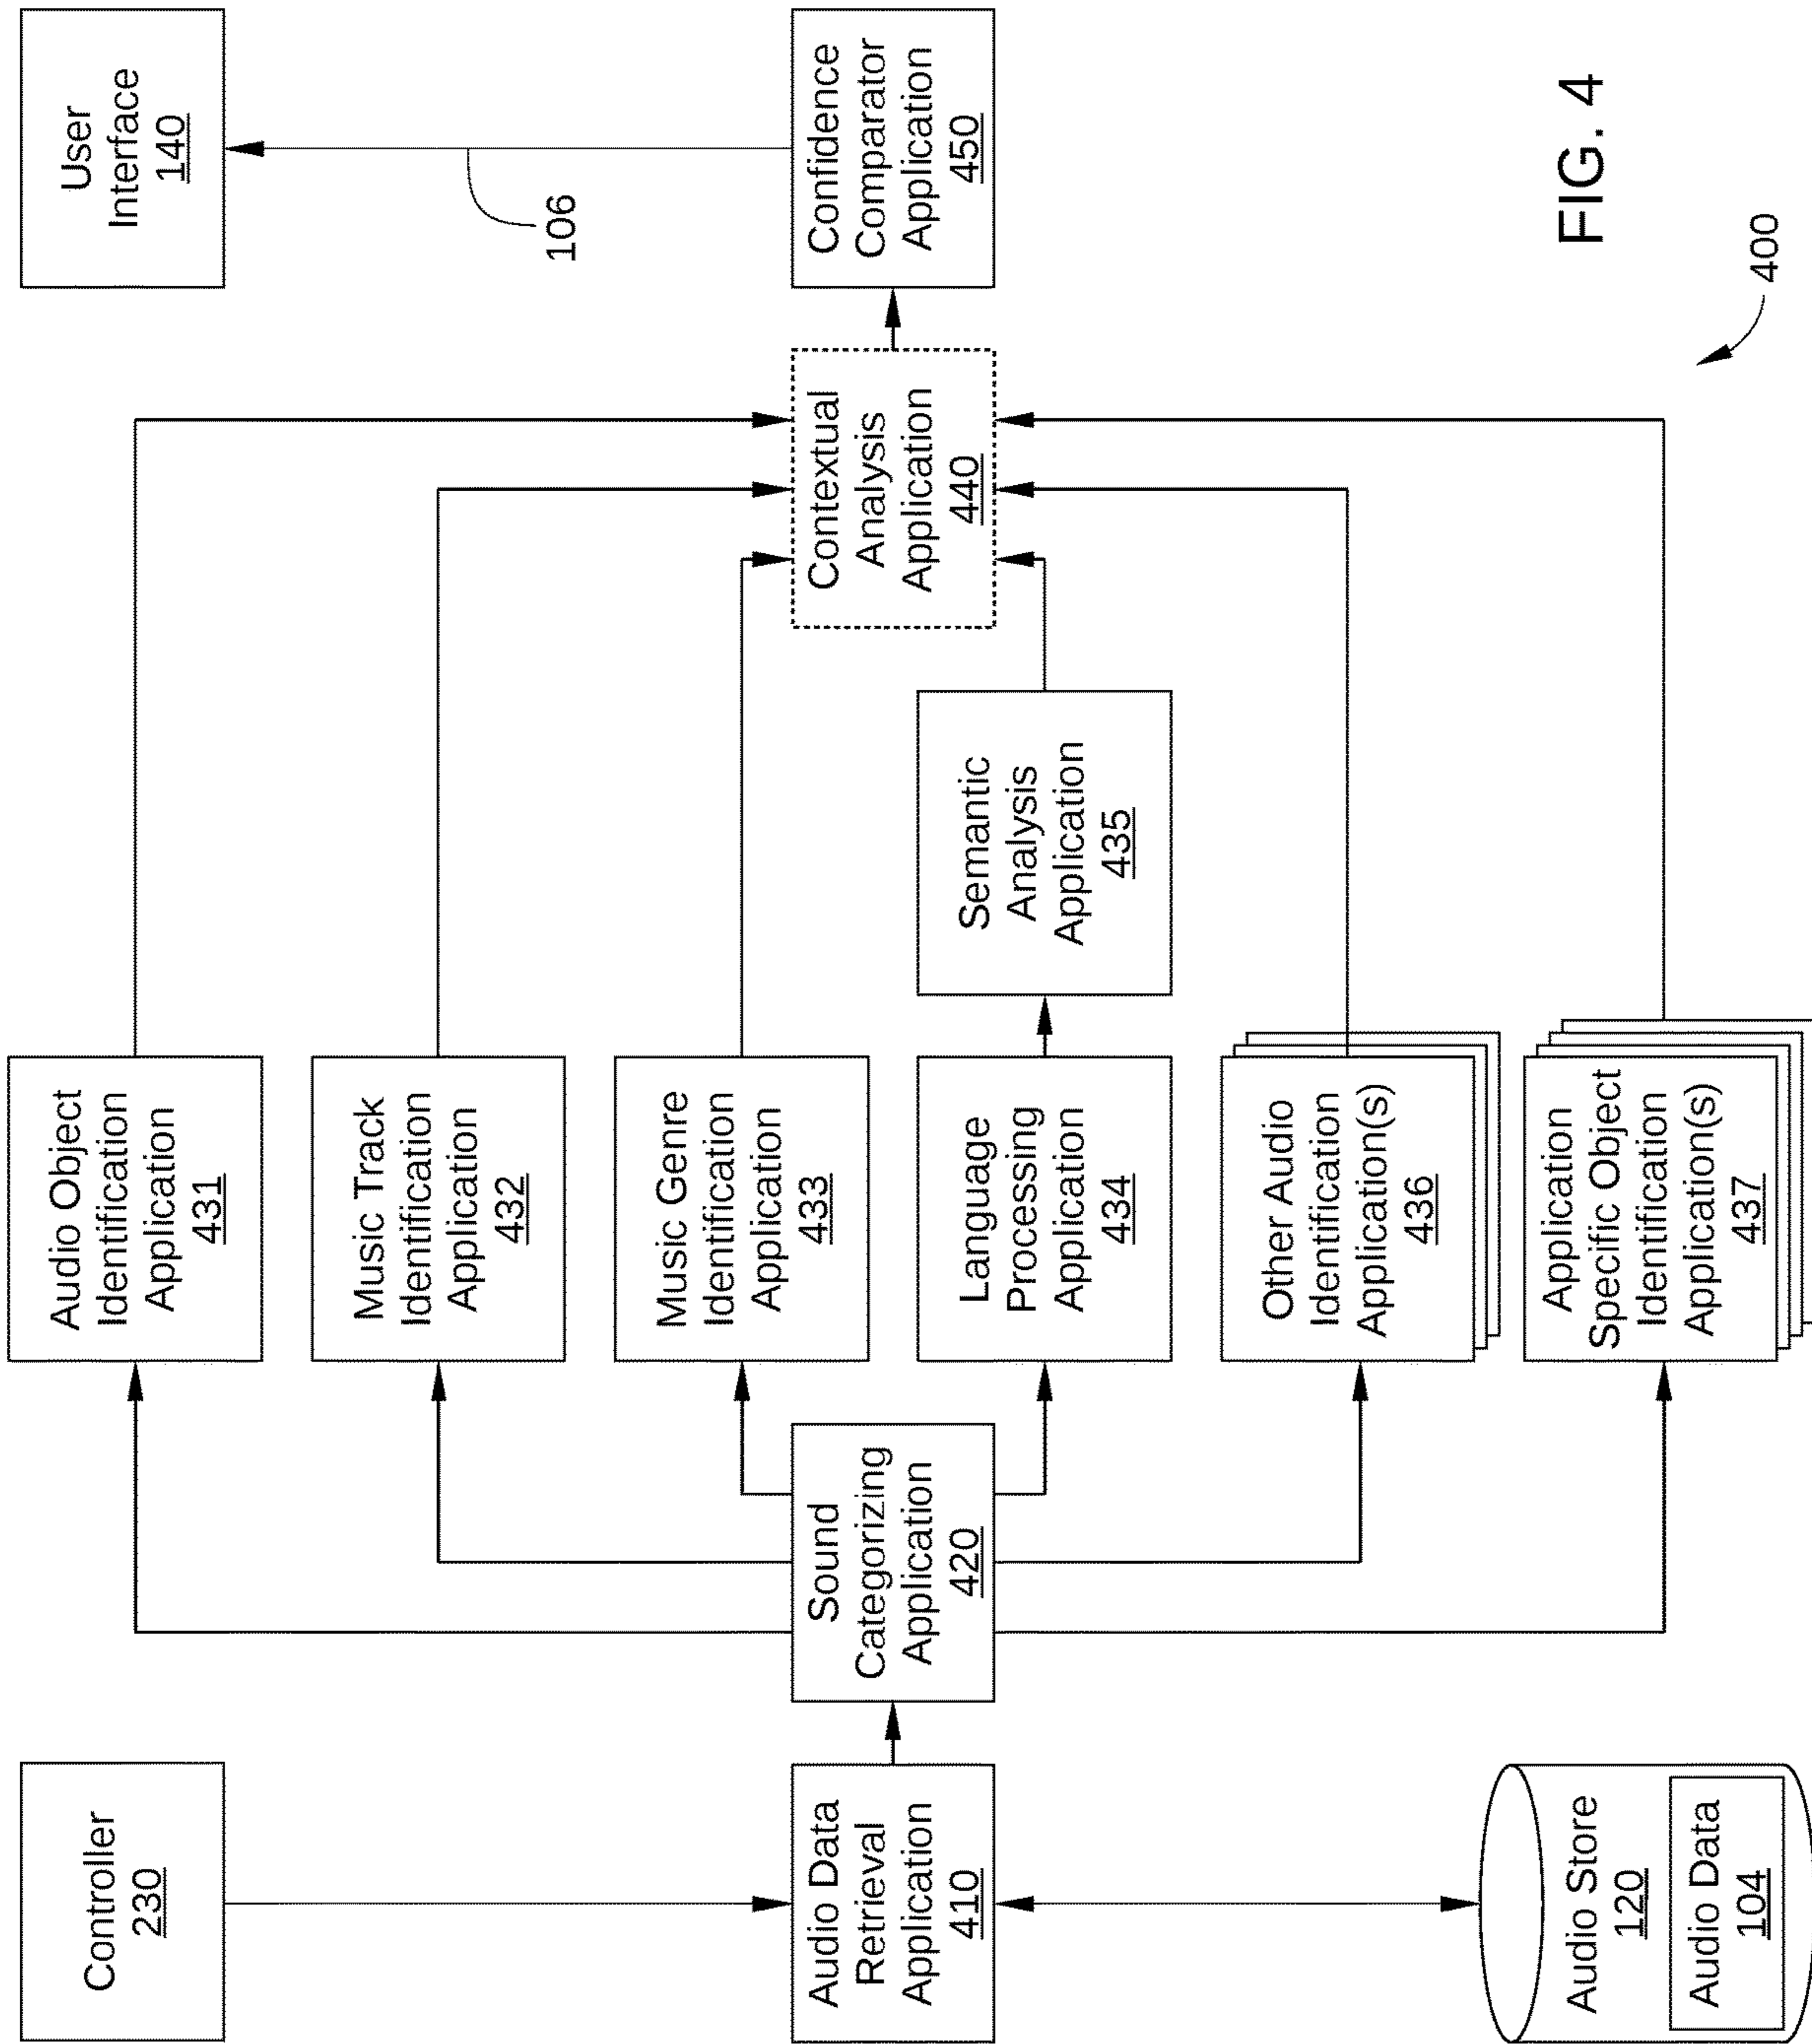 Controller
230
Audio Data
Retrieval
Application
410
Audio Store
120
Audio Data
104
Sound
Categorizing
Application
420
Audio Object
Identification
Application
431
Music Track
Identification
Application
432
Music Genre
Identification
Application
433
Language
Processing
Application
434
Other Audio
Identification
Application(s)
436
Application
Specific Object
Identification
Application(s)
437
Semantic
Analysis
Application
435
Contextual
Analysis
Application
440
User
Interface
140
106
Confidence
Comparator
Application
450
400
FIG. 4